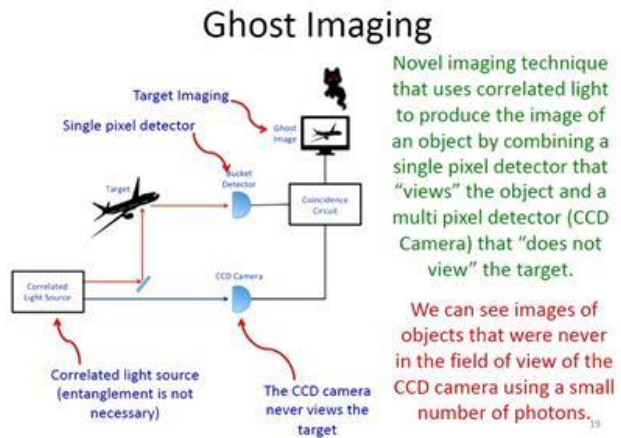 Ghost Imaging
Target Imaging
Single pixel detector
Ghost
Image
Bucket
Detector
Target
Coincidence
Circuit
CCD Camera
Correlated
Light Source
Correlated light source
(entanglement is not
necessary)
The CCD camera
never views the
target
Novel imaging technique
that uses correlated light
to produce the image of
an object by combining a
single pixel detector that
“views” the object and a
multi pixel detector (CCD
Camera) that “does not
view” the target.
We can see images of
objects that were never
in the field of view of the
CCD camera using a small
number of photons.
19